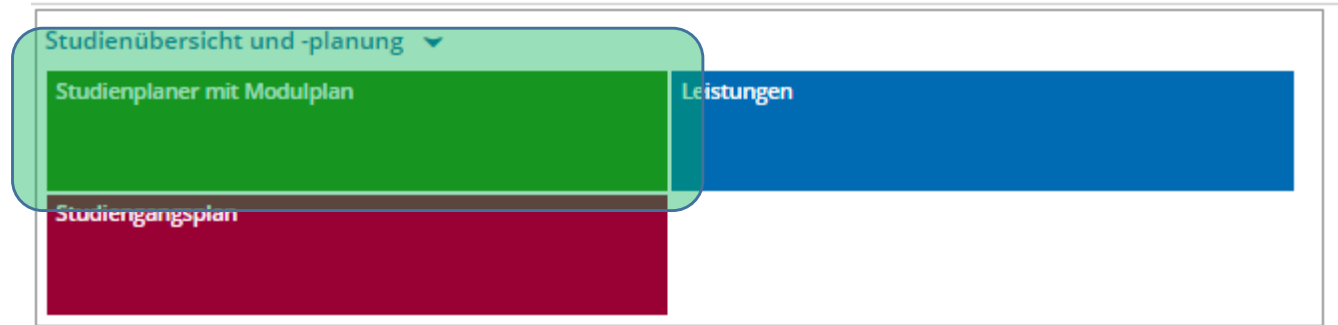 Studienübersicht und -planung
Studienplaner mit Modulplan
Leistungen
Studiengangsplan